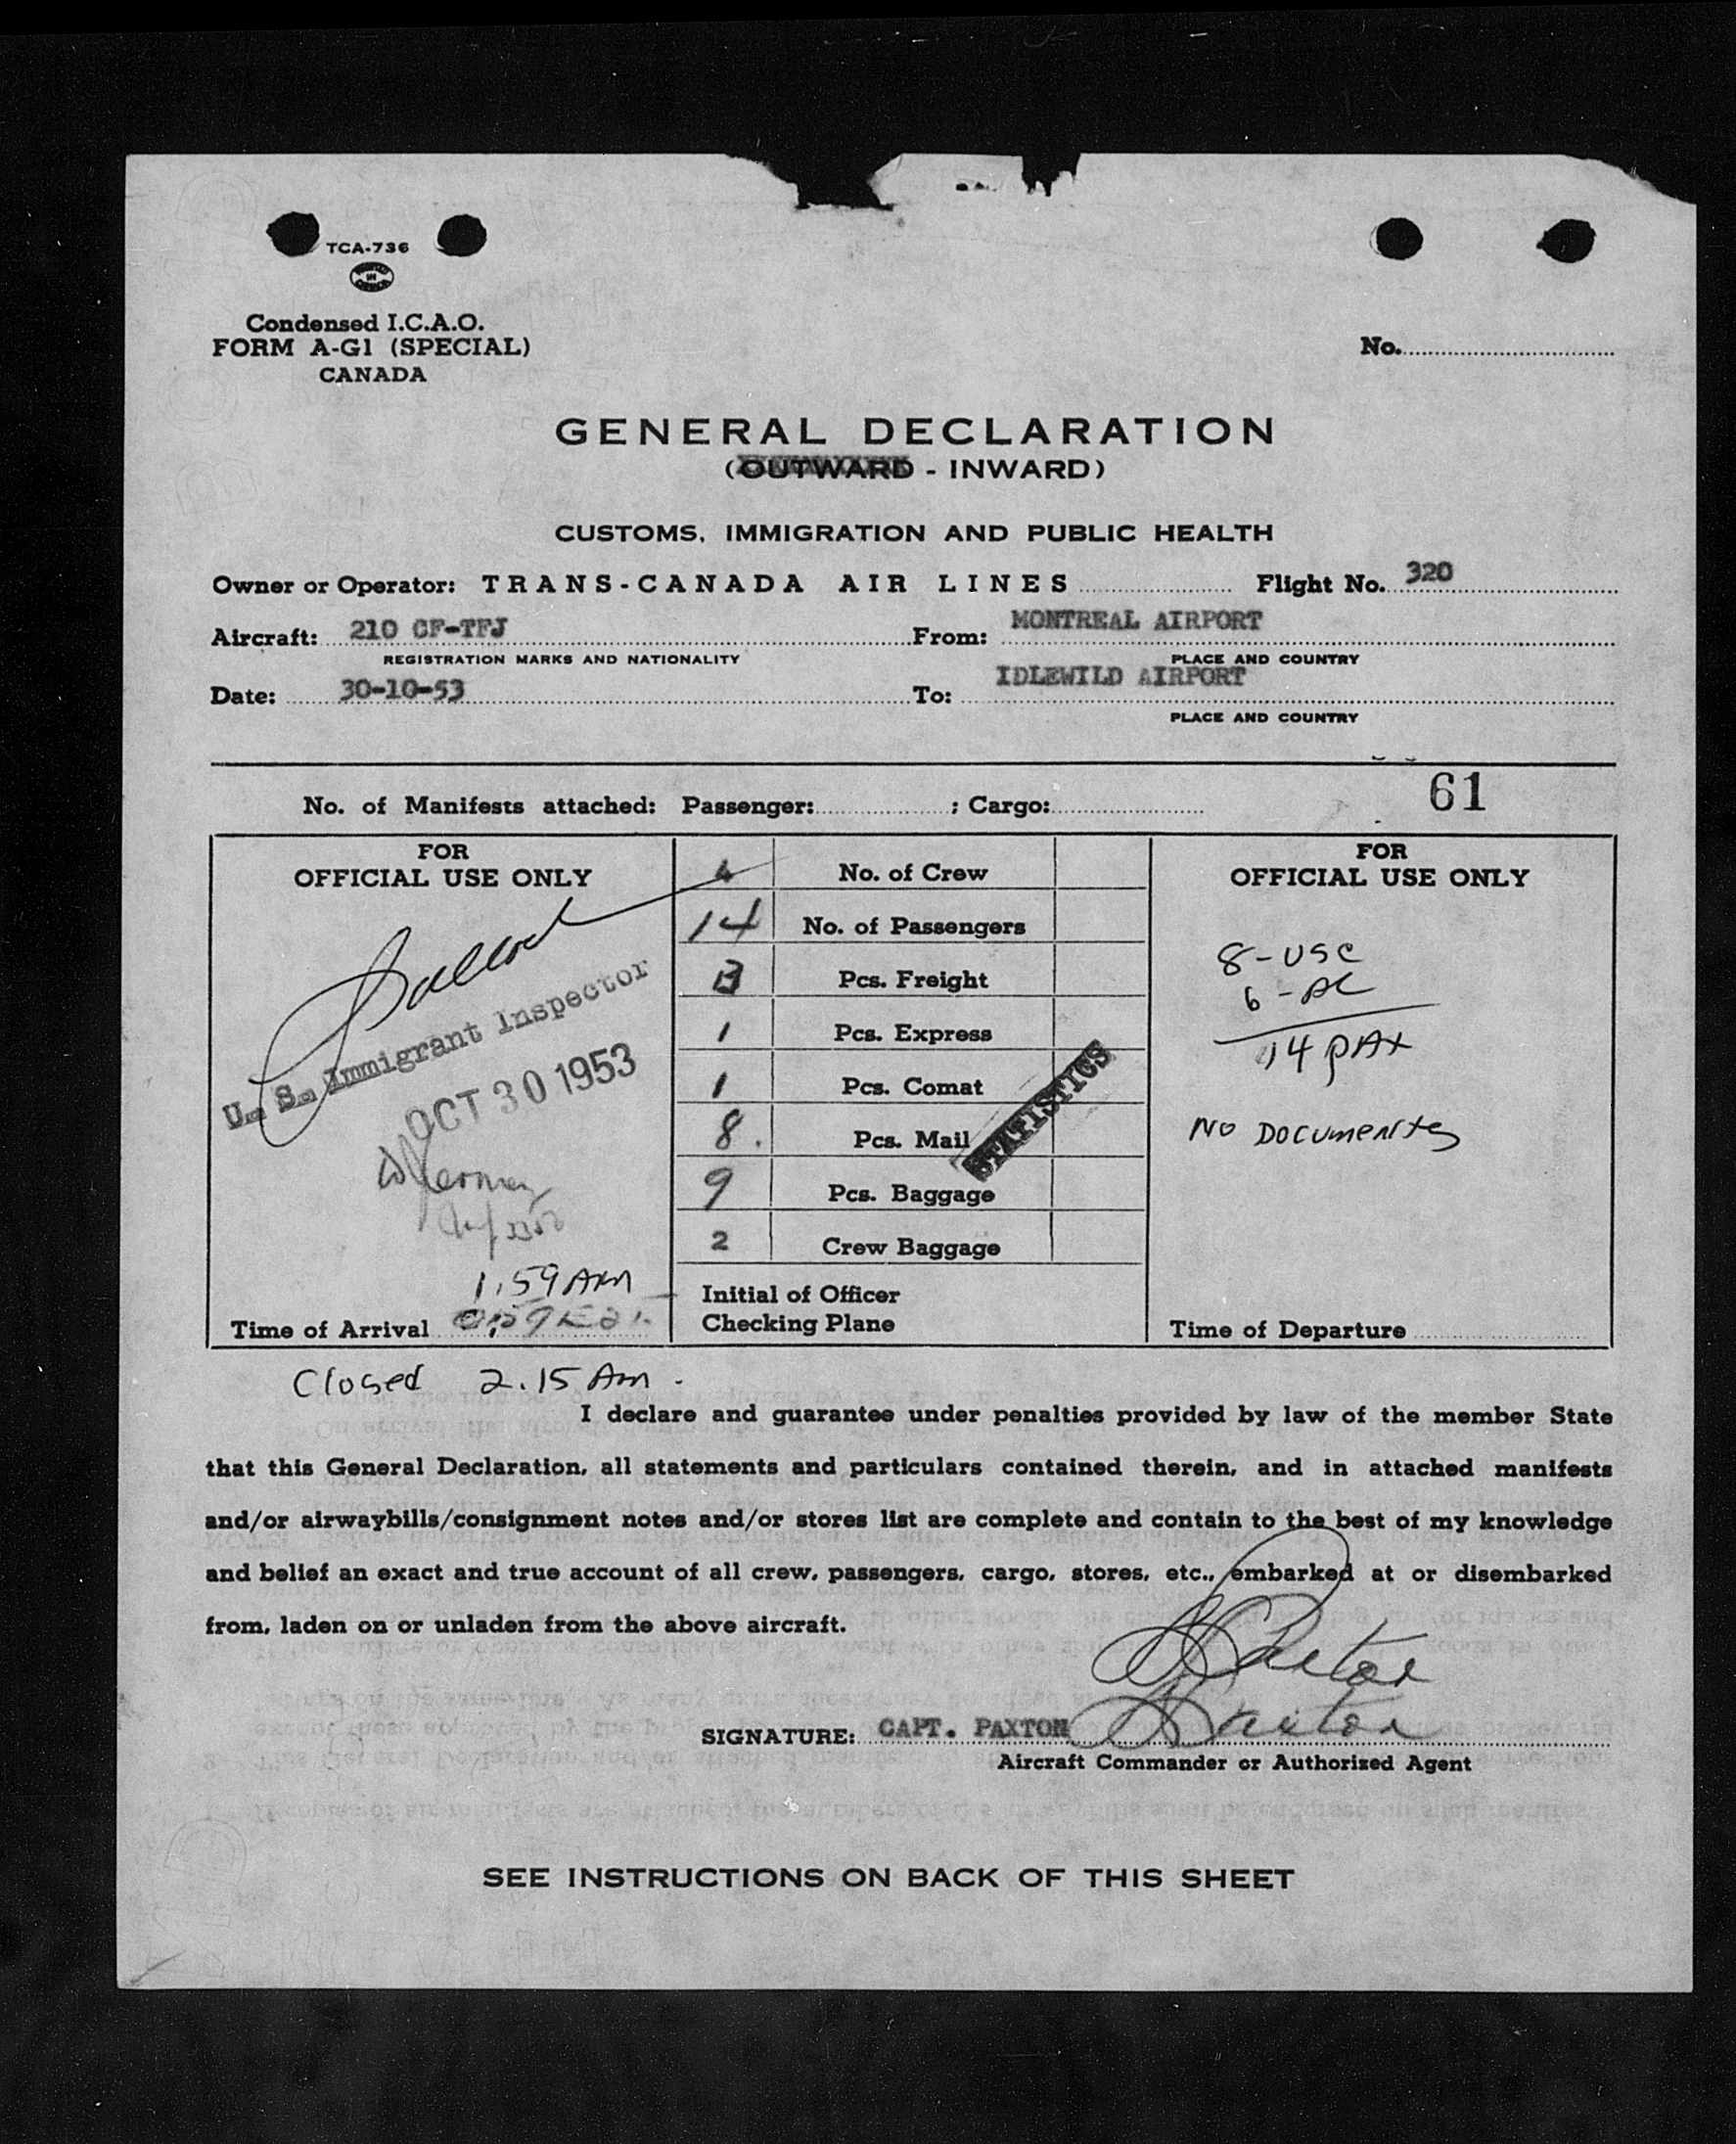 TCA-736
Condensed I.C.A.O.
FORM A-G1 (SPECIAL)
CANADA
No.
GENERAL DECLARATION
(OUTWARD - INWARD)
CUSTOMS, IMMIGRATION AND PUBLIC HEALTH
Owner or Operator: TRANS-CANADA AIR LINES Flight No. 320
Aircraft: 210 CF-TFJ From: MONTREAL AIRPORT
REGISTRATION MARKS AND NATIONALITY PLACE AND COUNTRY
Date: 30-10-53 To: IDLEWILD AIRPORT
PLACE AND COUNTRY
61
No. of Manifests attached: Passenger: ; Cargo:
FOR
OFFICIAL USE ONLY
U. S. Immigrant Inspector
OCT 30 1953
1.59 AM
Time of Arrival
No. of Crew
14 No. of Passengers
Pcs. Freight
1 Pcs. Express
1 Pcs. Comat
8. Pcs. Mail
9 Pcs. Baggage
2 Crew Baggage
STATISTICS
Initial of Officer
Checking Plane
FOR
OFFICIAL USE ONLY
8-USC
14 PAX
No Documents
Time of Departure
Closed 2.15 Am.
I declare and guarantee under penalties provided by law of the member State
that this General Declaration, all statements and particulars contained therein, and in attached manifests
and/or airwaybills/consignment notes and/or stores list are complete and contain to the best of my knowledge
and belief an exact and true account of all crew, passengers, cargo, stores, etc., embarked at or disembarked
from, laden on or unladen from the above aircraft.
Paxton
SIGNATURE: CAPT. PAXTON Paxton
Aircraft Commander or Authorized Agent
SEE INSTRUCTIONS ON BACK OF THIS SHEET